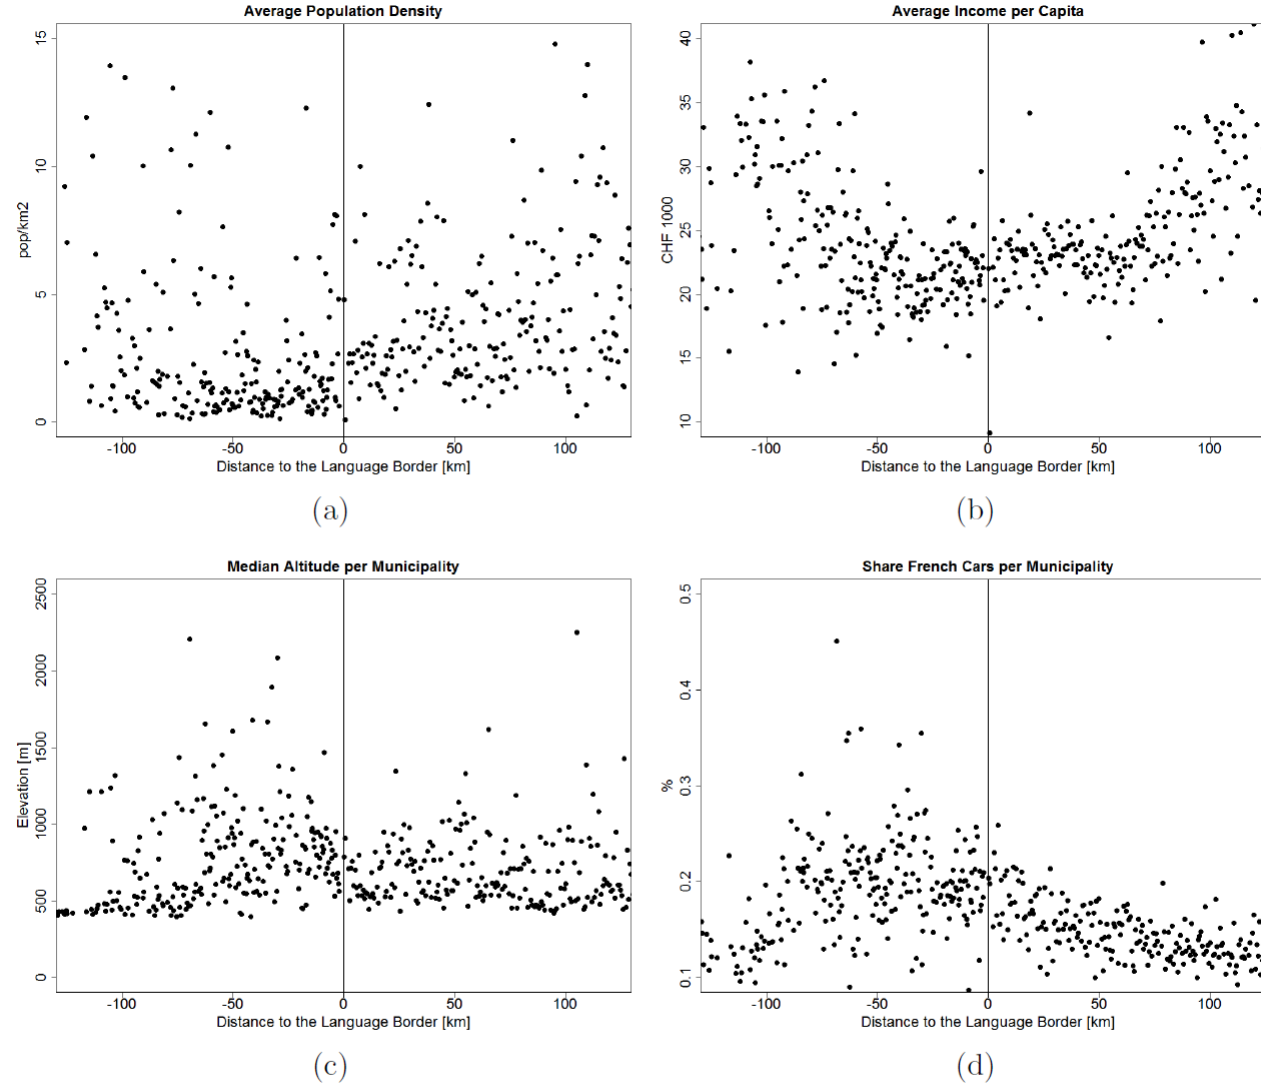 Average Population Density
15
10
5
0
pop/km2
-100 -50 0 50 100
Distance to the Language Border [km]
(a)
Average Income per Capita
40
35
30
25
20
15
10
CHF 1000
-100 -50 0 50 100
Distance to the Language Border [km]
(b)
Median Altitude per Municipality
2500
2000
1500
1000
500
0
Elevation [m]
-100 -50 0 50 100
Distance to the Language Border [km]
(c)
Share French Cars per Municipality
0.5
0.4
0.3
0.2
0.1
%
-100 -50 0 50 100
Distance to the Language Border [km]
(d)